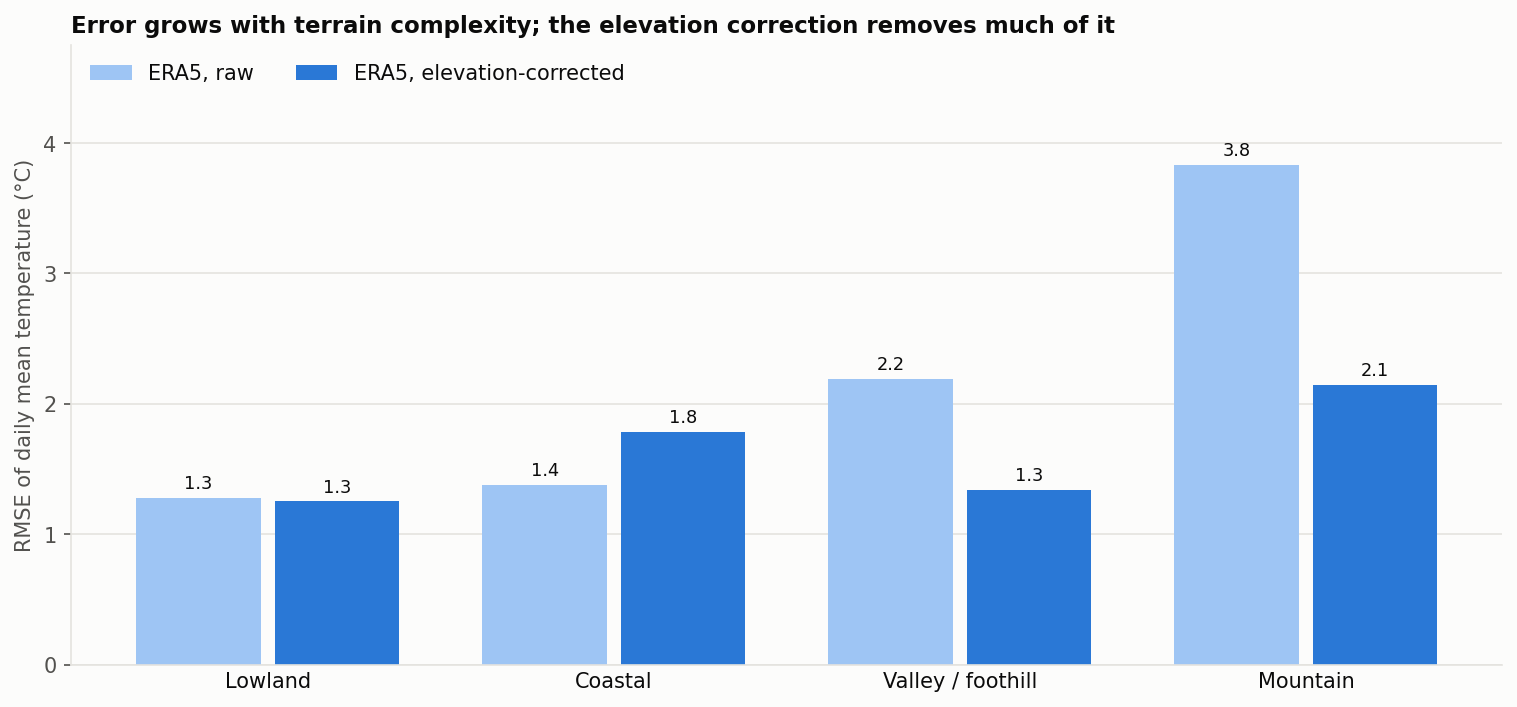 Error grows with terrain complexity; the elevation correction removes much of it
ERA5, raw
ERA5, elevation-corrected
RMSE of daily mean temperature (°C)
4
3
2
1
0
1.3
1.3
1.4
1.8
2.2
1.3
3.8
2.1
Lowland
Coastal
Valley / foothill
Mountain